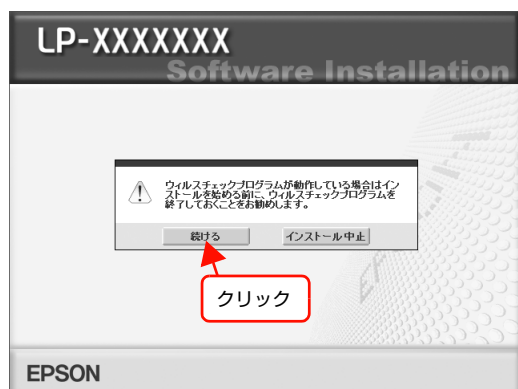 LP-XXXXXXX
Software Installation
ウィルスチェックプログラムが動作している場合はイン
ストールを始める前に、ウィルスチェックプログラムを
終了しておくことをお勧めします。
続ける
インストール中止
クリック
EPSON
EPSON